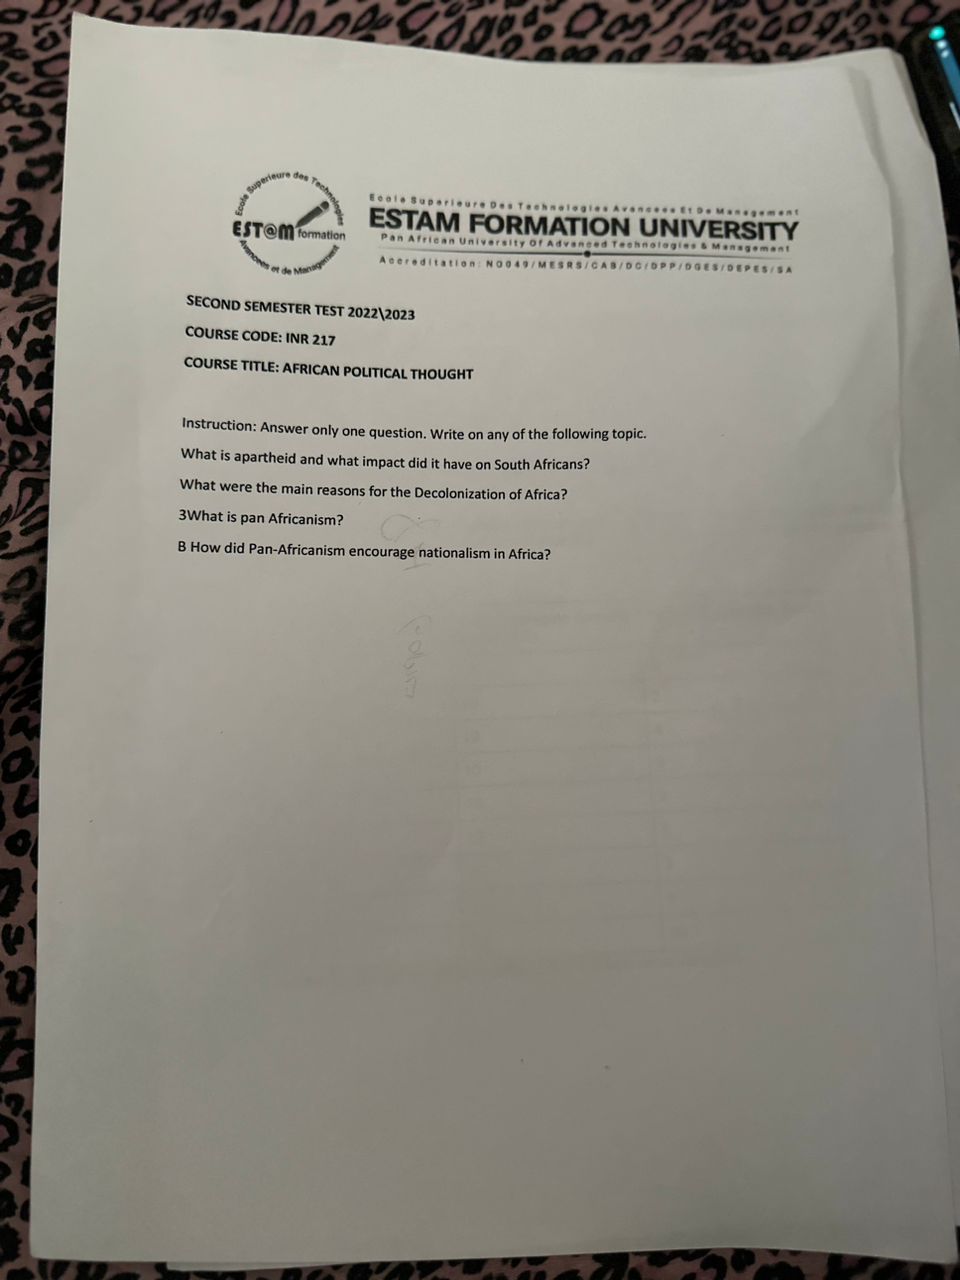 Ecole Superieure des Technologies
EST@M formation
Avancées et de Management
Ecole Superieure Des Technologies Avancees Et De Management
ESTAM FORMATION UNIVERSITY
Pan African University Of Advanced Technologies & Management
Accreditation: N0049/MESRS/CAB/DC/DPP/DGES/DEPES/SA
SECOND SEMESTER TEST 2022\2023
COURSE CODE: INR 217
COURSE TITLE: AFRICAN POLITICAL THOUGHT
Instruction: Answer only one question. Write on any of the following topic.
What is apartheid and what impact did it have on South Africans?
What were the main reasons for the Decolonization of Africa?
3What is pan Africanism?
B How did Pan-Africanism encourage nationalism in Africa?